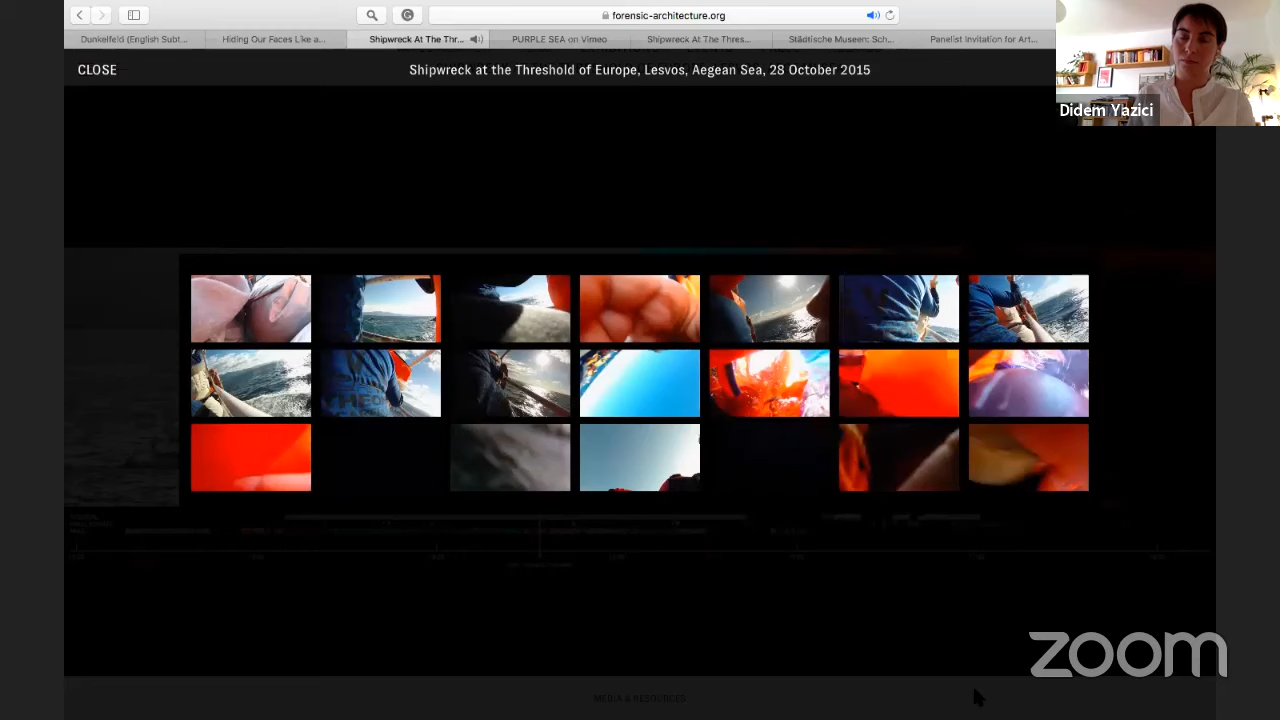 forensic-architecture.org
Dunkelfeld (English Subt...
Hiding Our Faces Like a...
Shipwreck At The Thr...
PURPLE SEA on Vimeo
Shipwreck At The Thres...
Städtische Museen: Sch...
Panelist Invitation for Art...
CLOSE
Shipwreck at the Threshold of Europe, Lesvos, Aegean Sea, 28 October 2015
Didem Yazici
zoom
MEDIA & RESOURCES